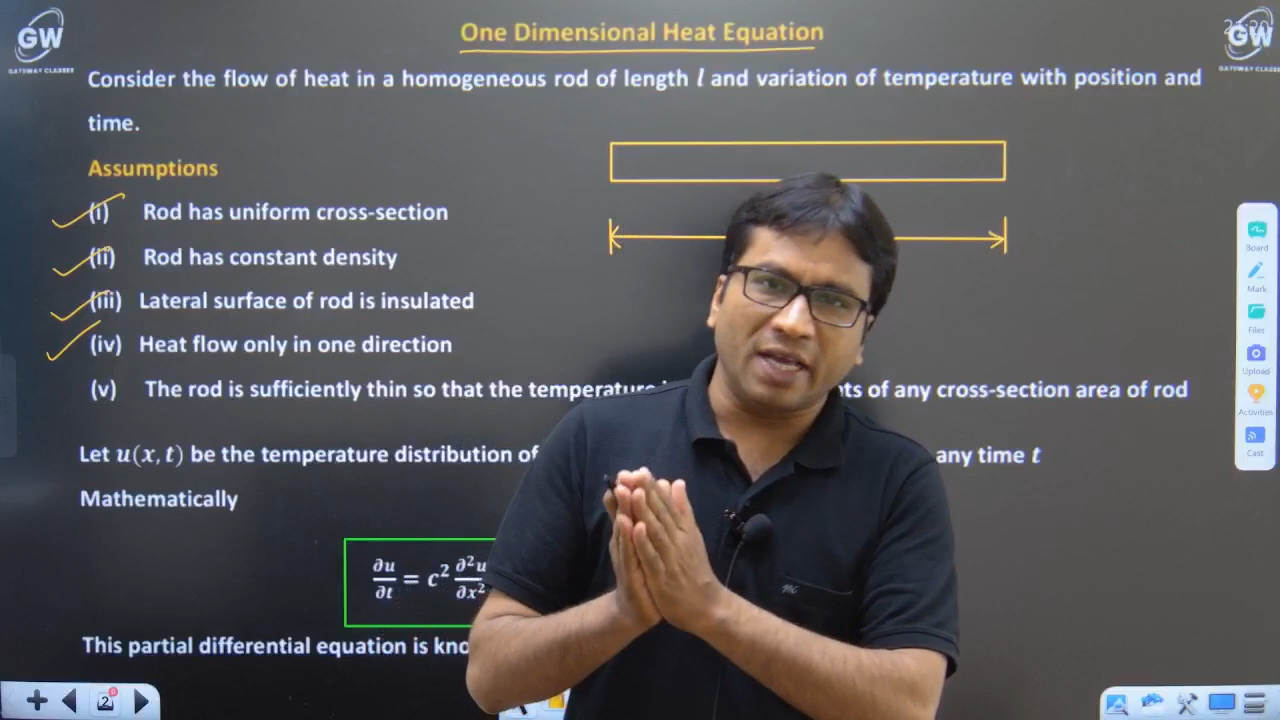 GW
GATEWAY CLASSES
One Dimensional Heat Equation
GW
GATEWAY CLASSES
Consider the flow of heat in a homogeneous rod of length l and variation of temperature with position and
time.
Assumptions
(i) Rod has uniform cross-section
(ii) Rod has constant density
(iii) Lateral surface of rod is insulated
(iv) Heat flow only in one direction
(v) The rod is sufficiently thin so that the temperature of any cross-section area of rod
Let u(x, t) be the temperature distribution of any time t
Mathematically
∂u/∂t = c² ∂²u/∂x²
This partial differential equation is
Board
Mark
Files
Upload
Activities
Cast
2